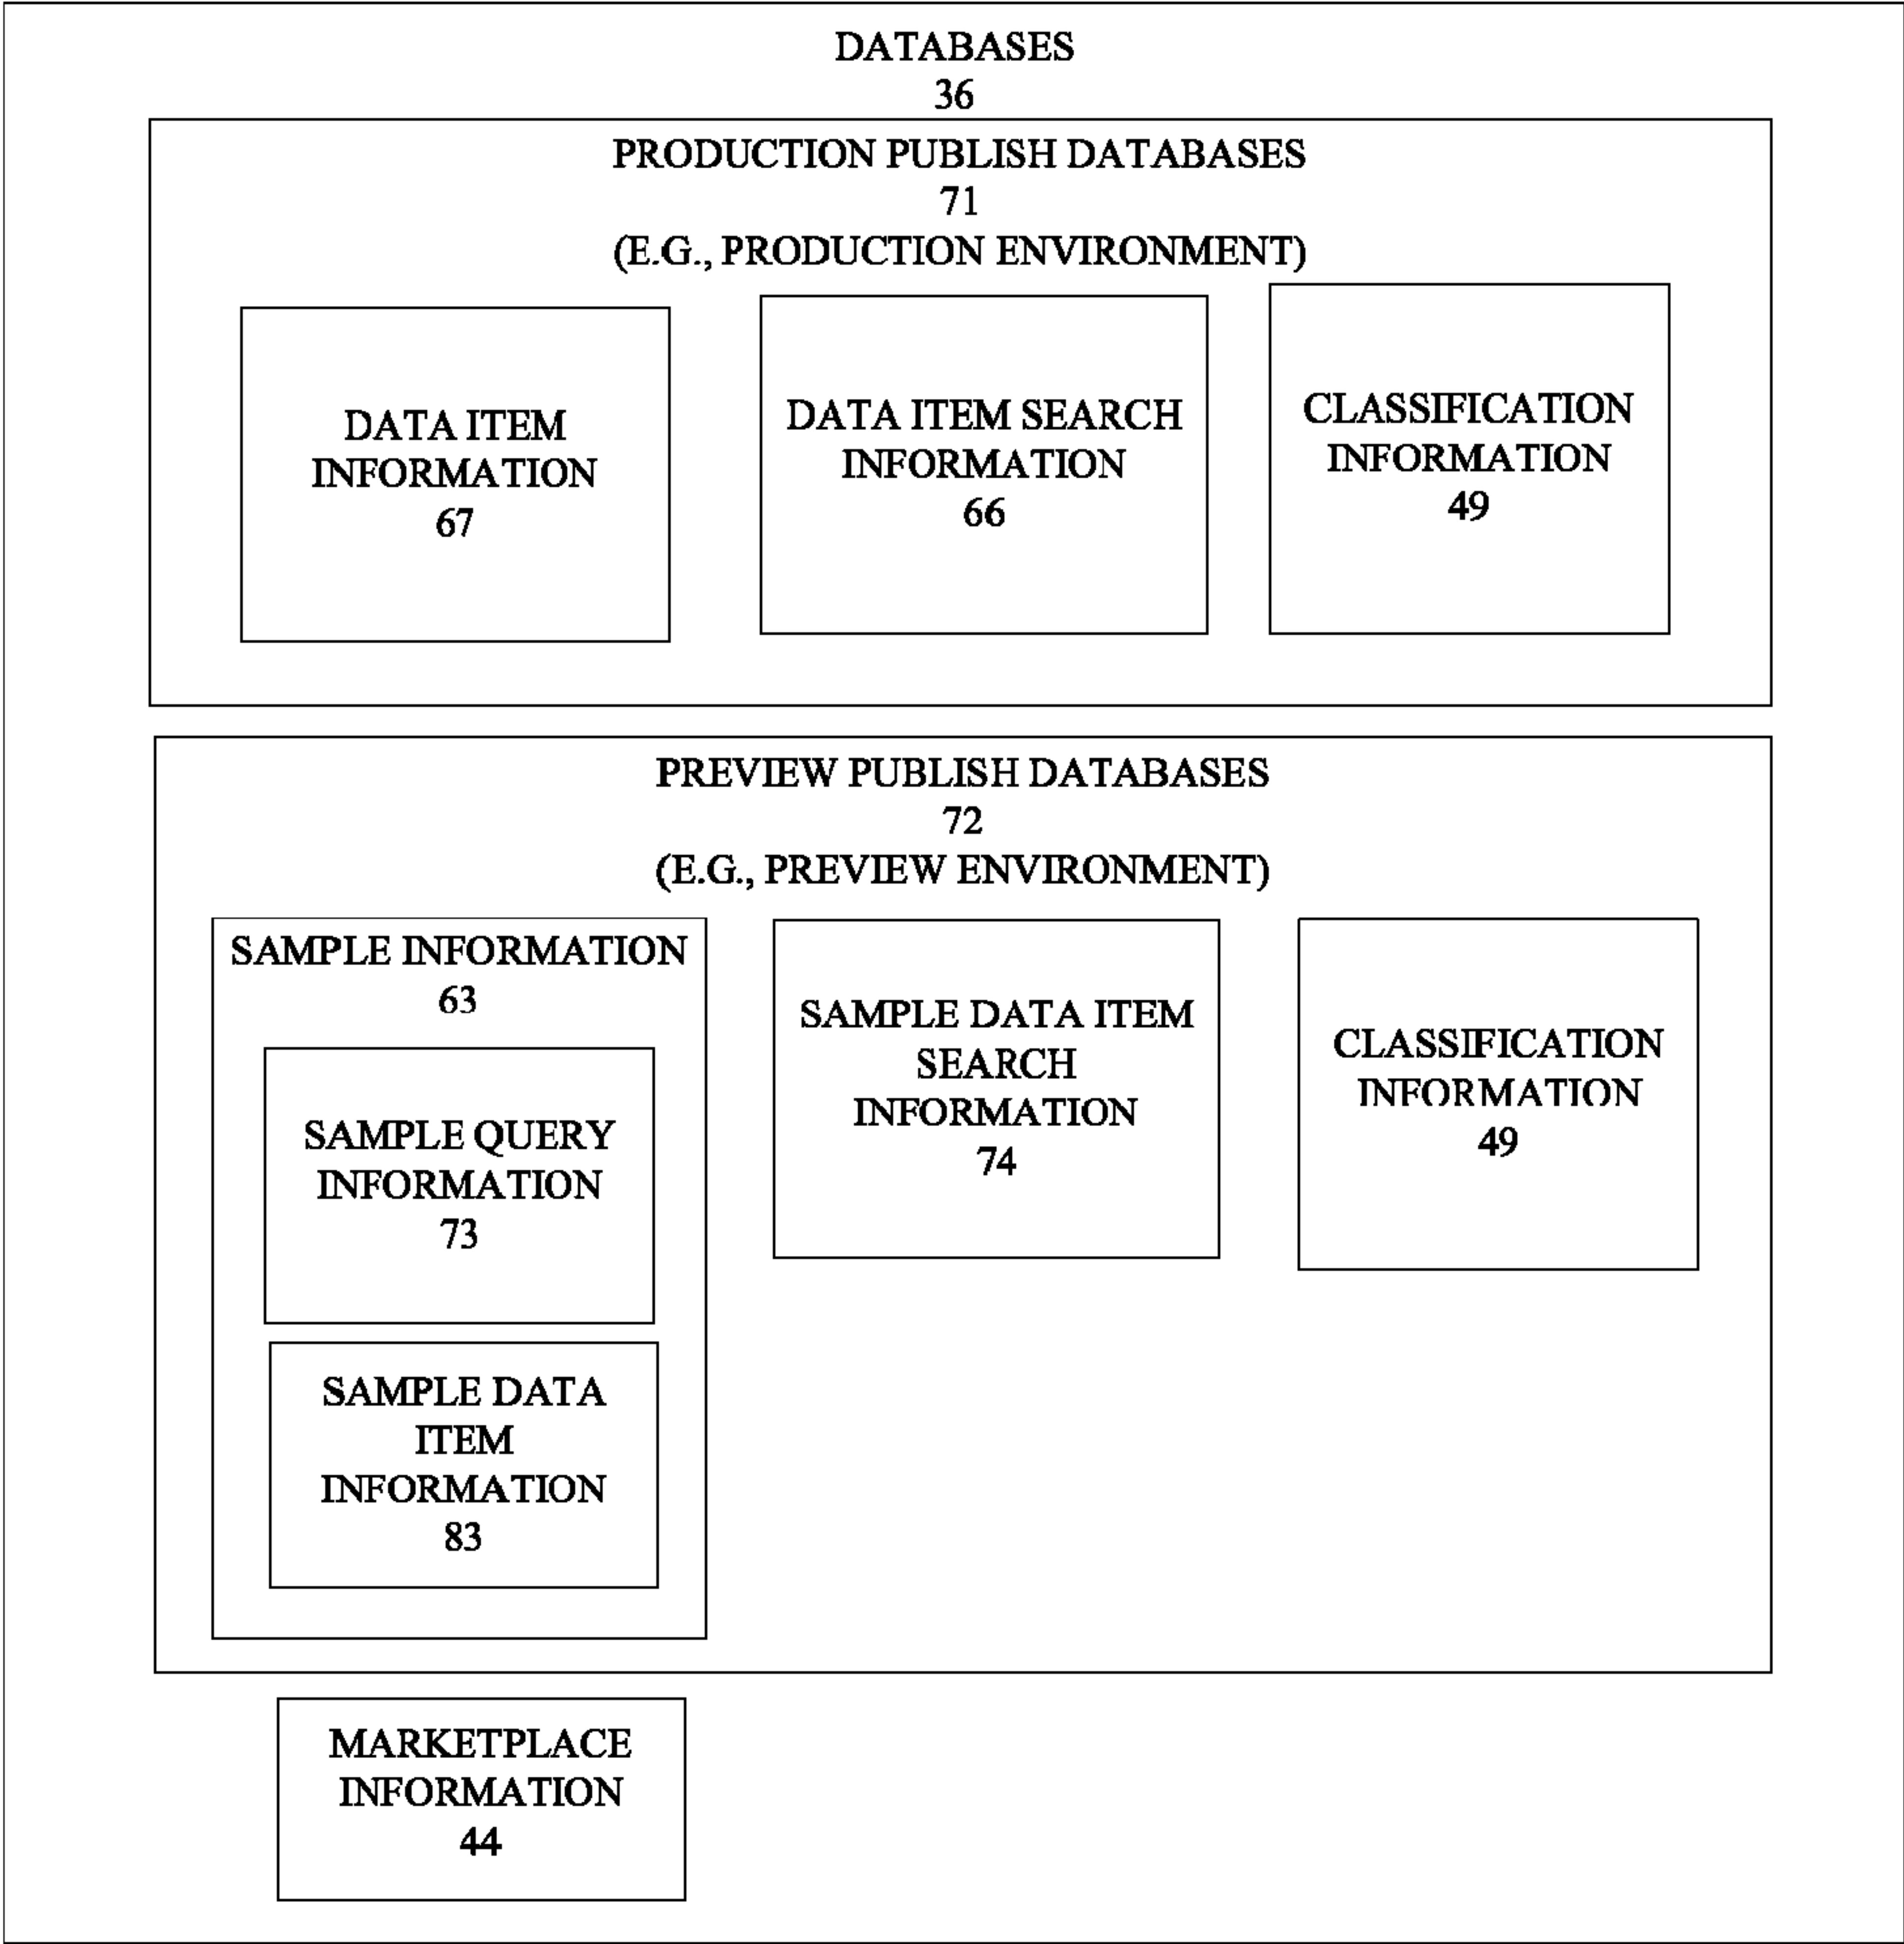 DATABASES
36
PRODUCTION PUBLISH DATABASES
71
(E.G., PRODUCTION ENVIRONMENT)
DATA ITEM
INFORMATION
67
DATA ITEM SEARCH
INFORMATION
66
CLASSIFICATION
INFORMATION
49
PREVIEW PUBLISH DATABASES
72
(E.G., PREVIEW ENVIRONMENT)
SAMPLE INFORMATION
63
SAMPLE QUERY
INFORMATION
73
SAMPLE DATA
ITEM
INFORMATION
83
SAMPLE DATA ITEM
SEARCH
INFORMATION
74
CLASSIFICATION
INFORMATION
49
MARKETPLACE
INFORMATION
44